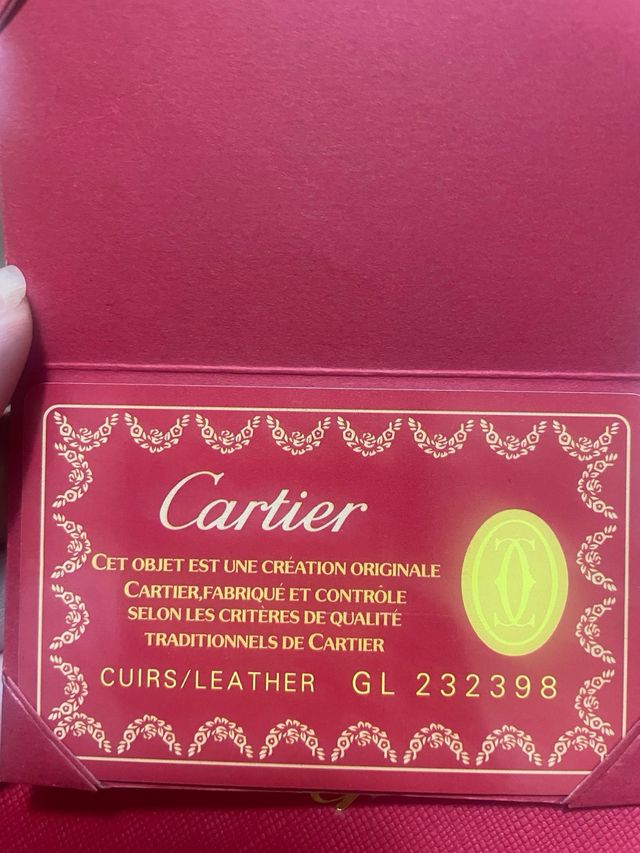 Cartier
CET OBJET EST UNE CRÉATION ORIGINALE
CARTIER,FABRIQUÉ ET CONTRÔLE
SELON LES CRITÈRES DE QUALITÉ
TRADITIONNELS DE CARTIER
CUIRS/LEATHER GL 232398